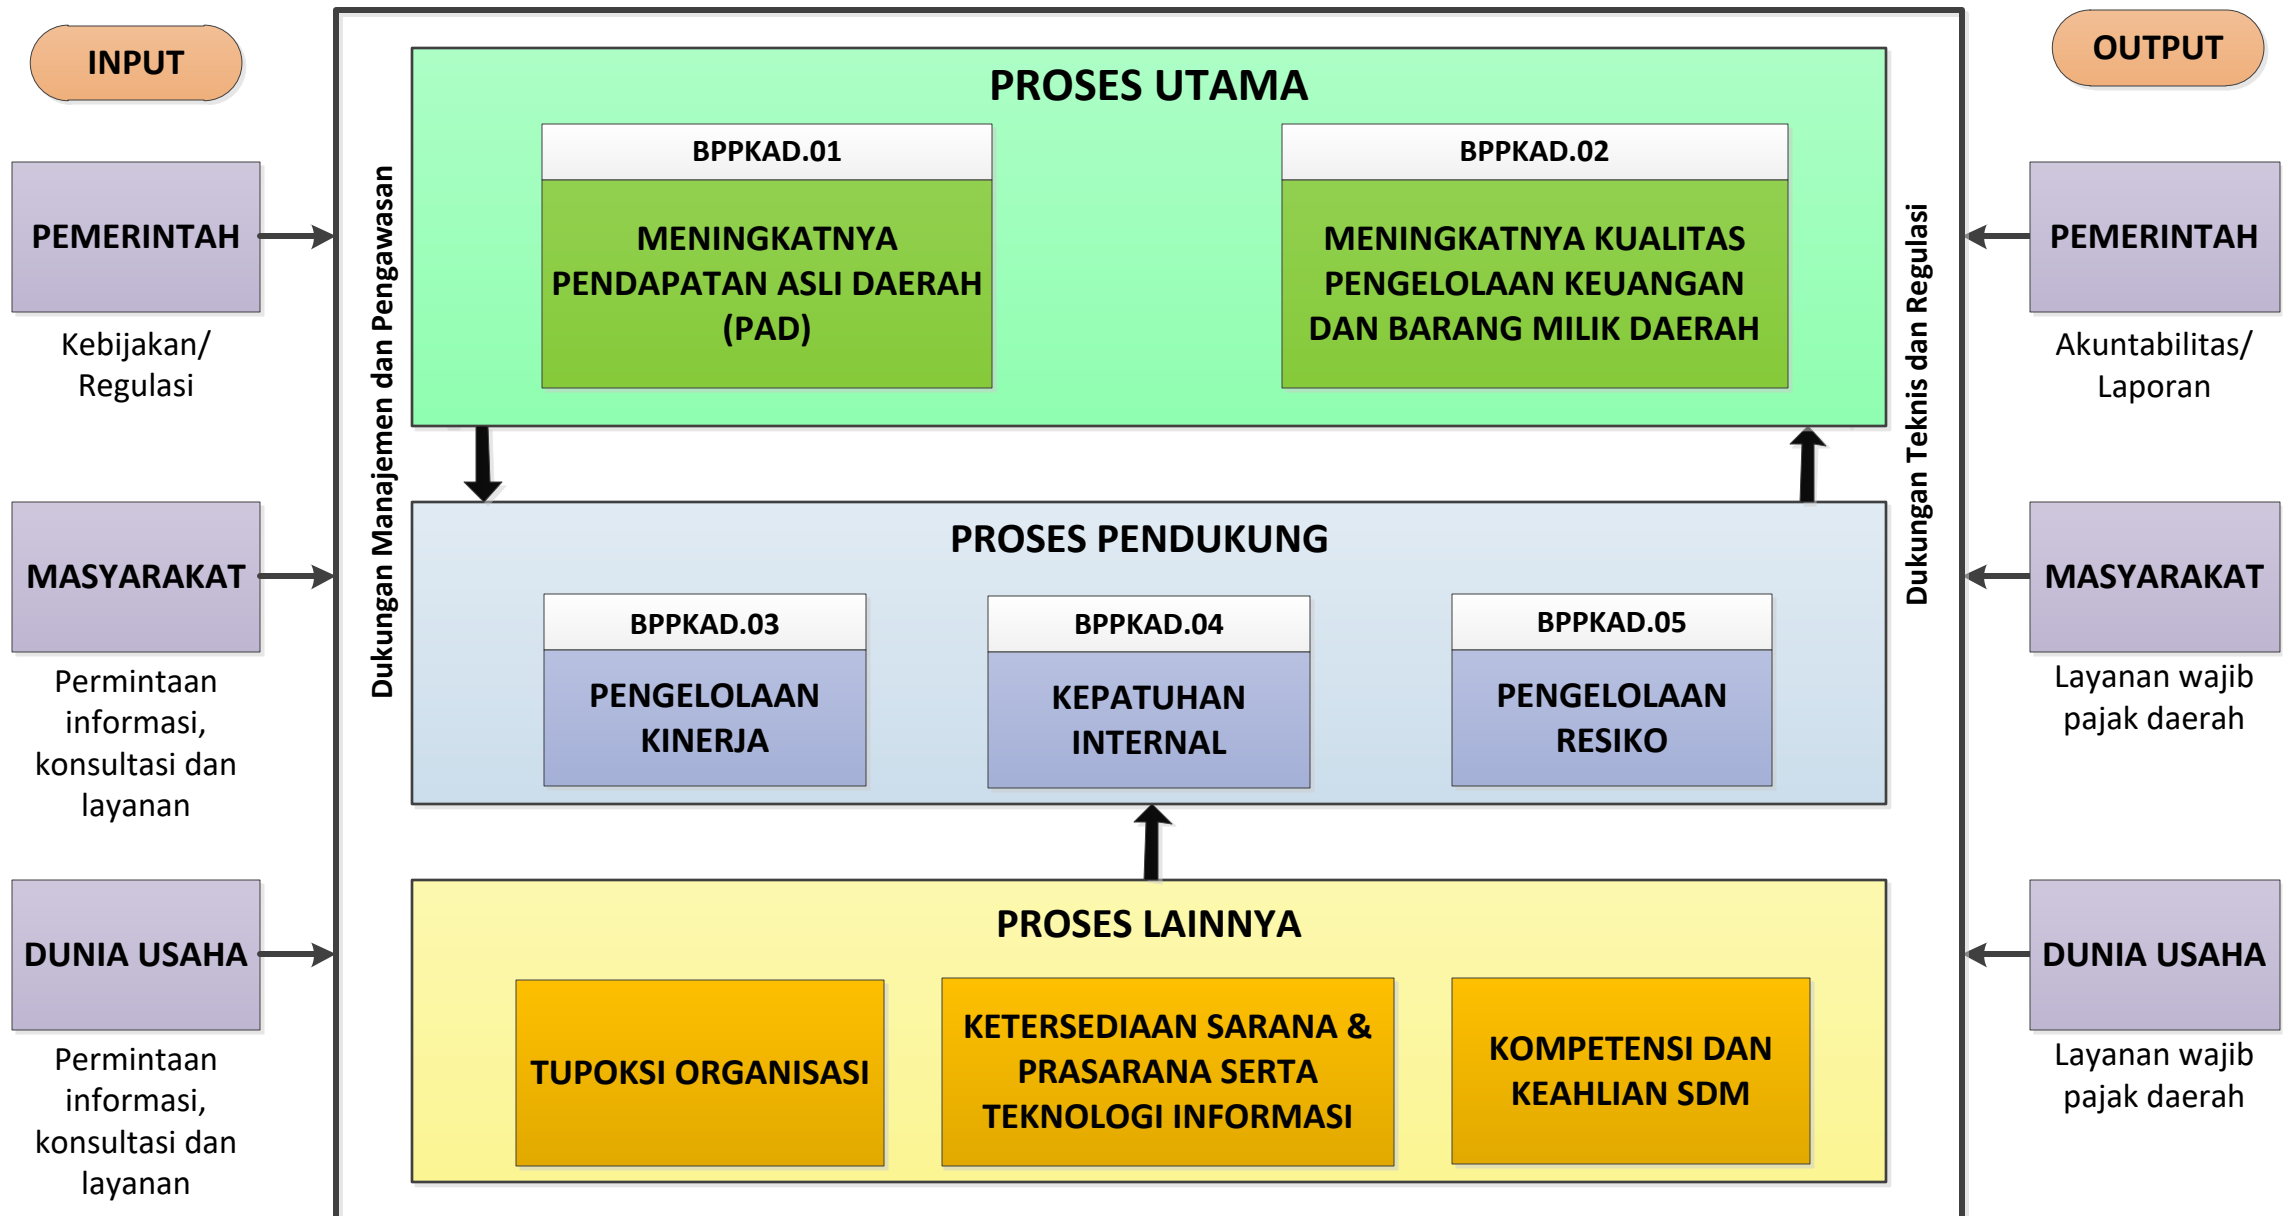 INPUT
PEMERINTAH
Kebijakan/
Regulasi
MASYARAKAT
Permintaan
informasi,
konsultasi dan
layanan
DUNIA USAHA
Permintaan
informasi,
konsultasi dan
layanan
Dukungan Manajemen dan Pengawasan
PROSES UTAMA
BPPKAD.01
MENINGKATNYA
PENDAPATAN ASLI DAERAH
(PAD)
BPPKAD.02
MENINGKATNYA KUALITAS
PENGELOLAAN KEUANGAN
DAN BARANG MILIK DAERAH
PROSES PENDUKUNG
BPPKAD.03
PENGELOLAAN
KINERJA
BPPKAD.04
KEPATUHAN
INTERNAL
BPPKAD.05
PENGELOLAAN
RESIKO
PROSES LAINNYA
TUPOKSI ORGANISASI
KETERSEDIAAN SARANA &
PRASARANA SERTA
TEKNOLOGI INFORMASI
KOMPETENSI DAN
KEAHLIAN SDM
Dukungan Teknis dan Regulasi
OUTPUT
PEMERINTAH
Akuntabilitas/
Laporan
MASYARAKAT
Layanan wajib
pajak daerah
DUNIA USAHA
Layanan wajib
pajak daerah